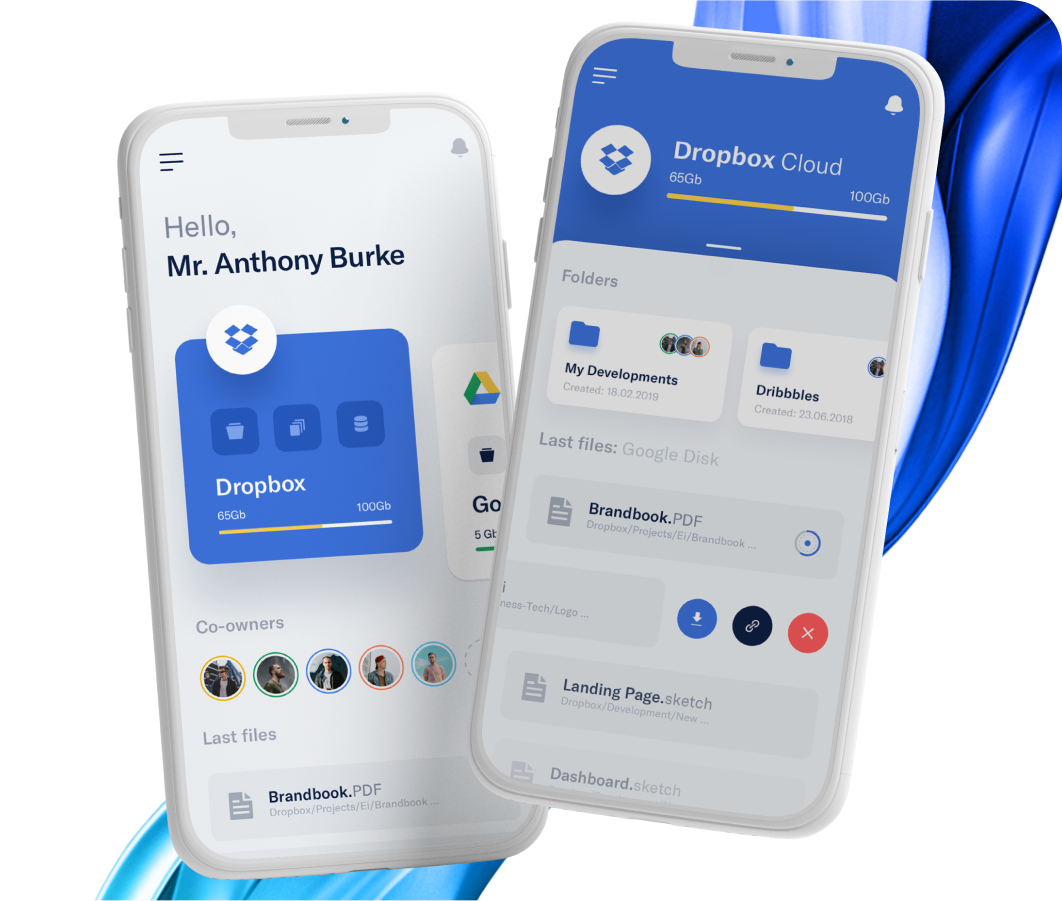 Hello,
Mr. Anthony Burke
Dropbox
65Gb
100Gb
Go
5 Gb
Co-owners
Last files
Brandbook.PDF
Dropbox/Projects/Ei/Brandbook ...
Dropbox Cloud
65Gb
100Gb
Folders
My Developments
Created: 18.02.2019
Dribbbles
Created: 23.06.2018
Last files: Google Disk
Brandbook.PDF
Dropbox/Projects/Ei/Brandbook ...
i
ness-Tech/Logo ...
Landing Page.sketch
Dropbox/Development/New ...
Dashboard.sketch